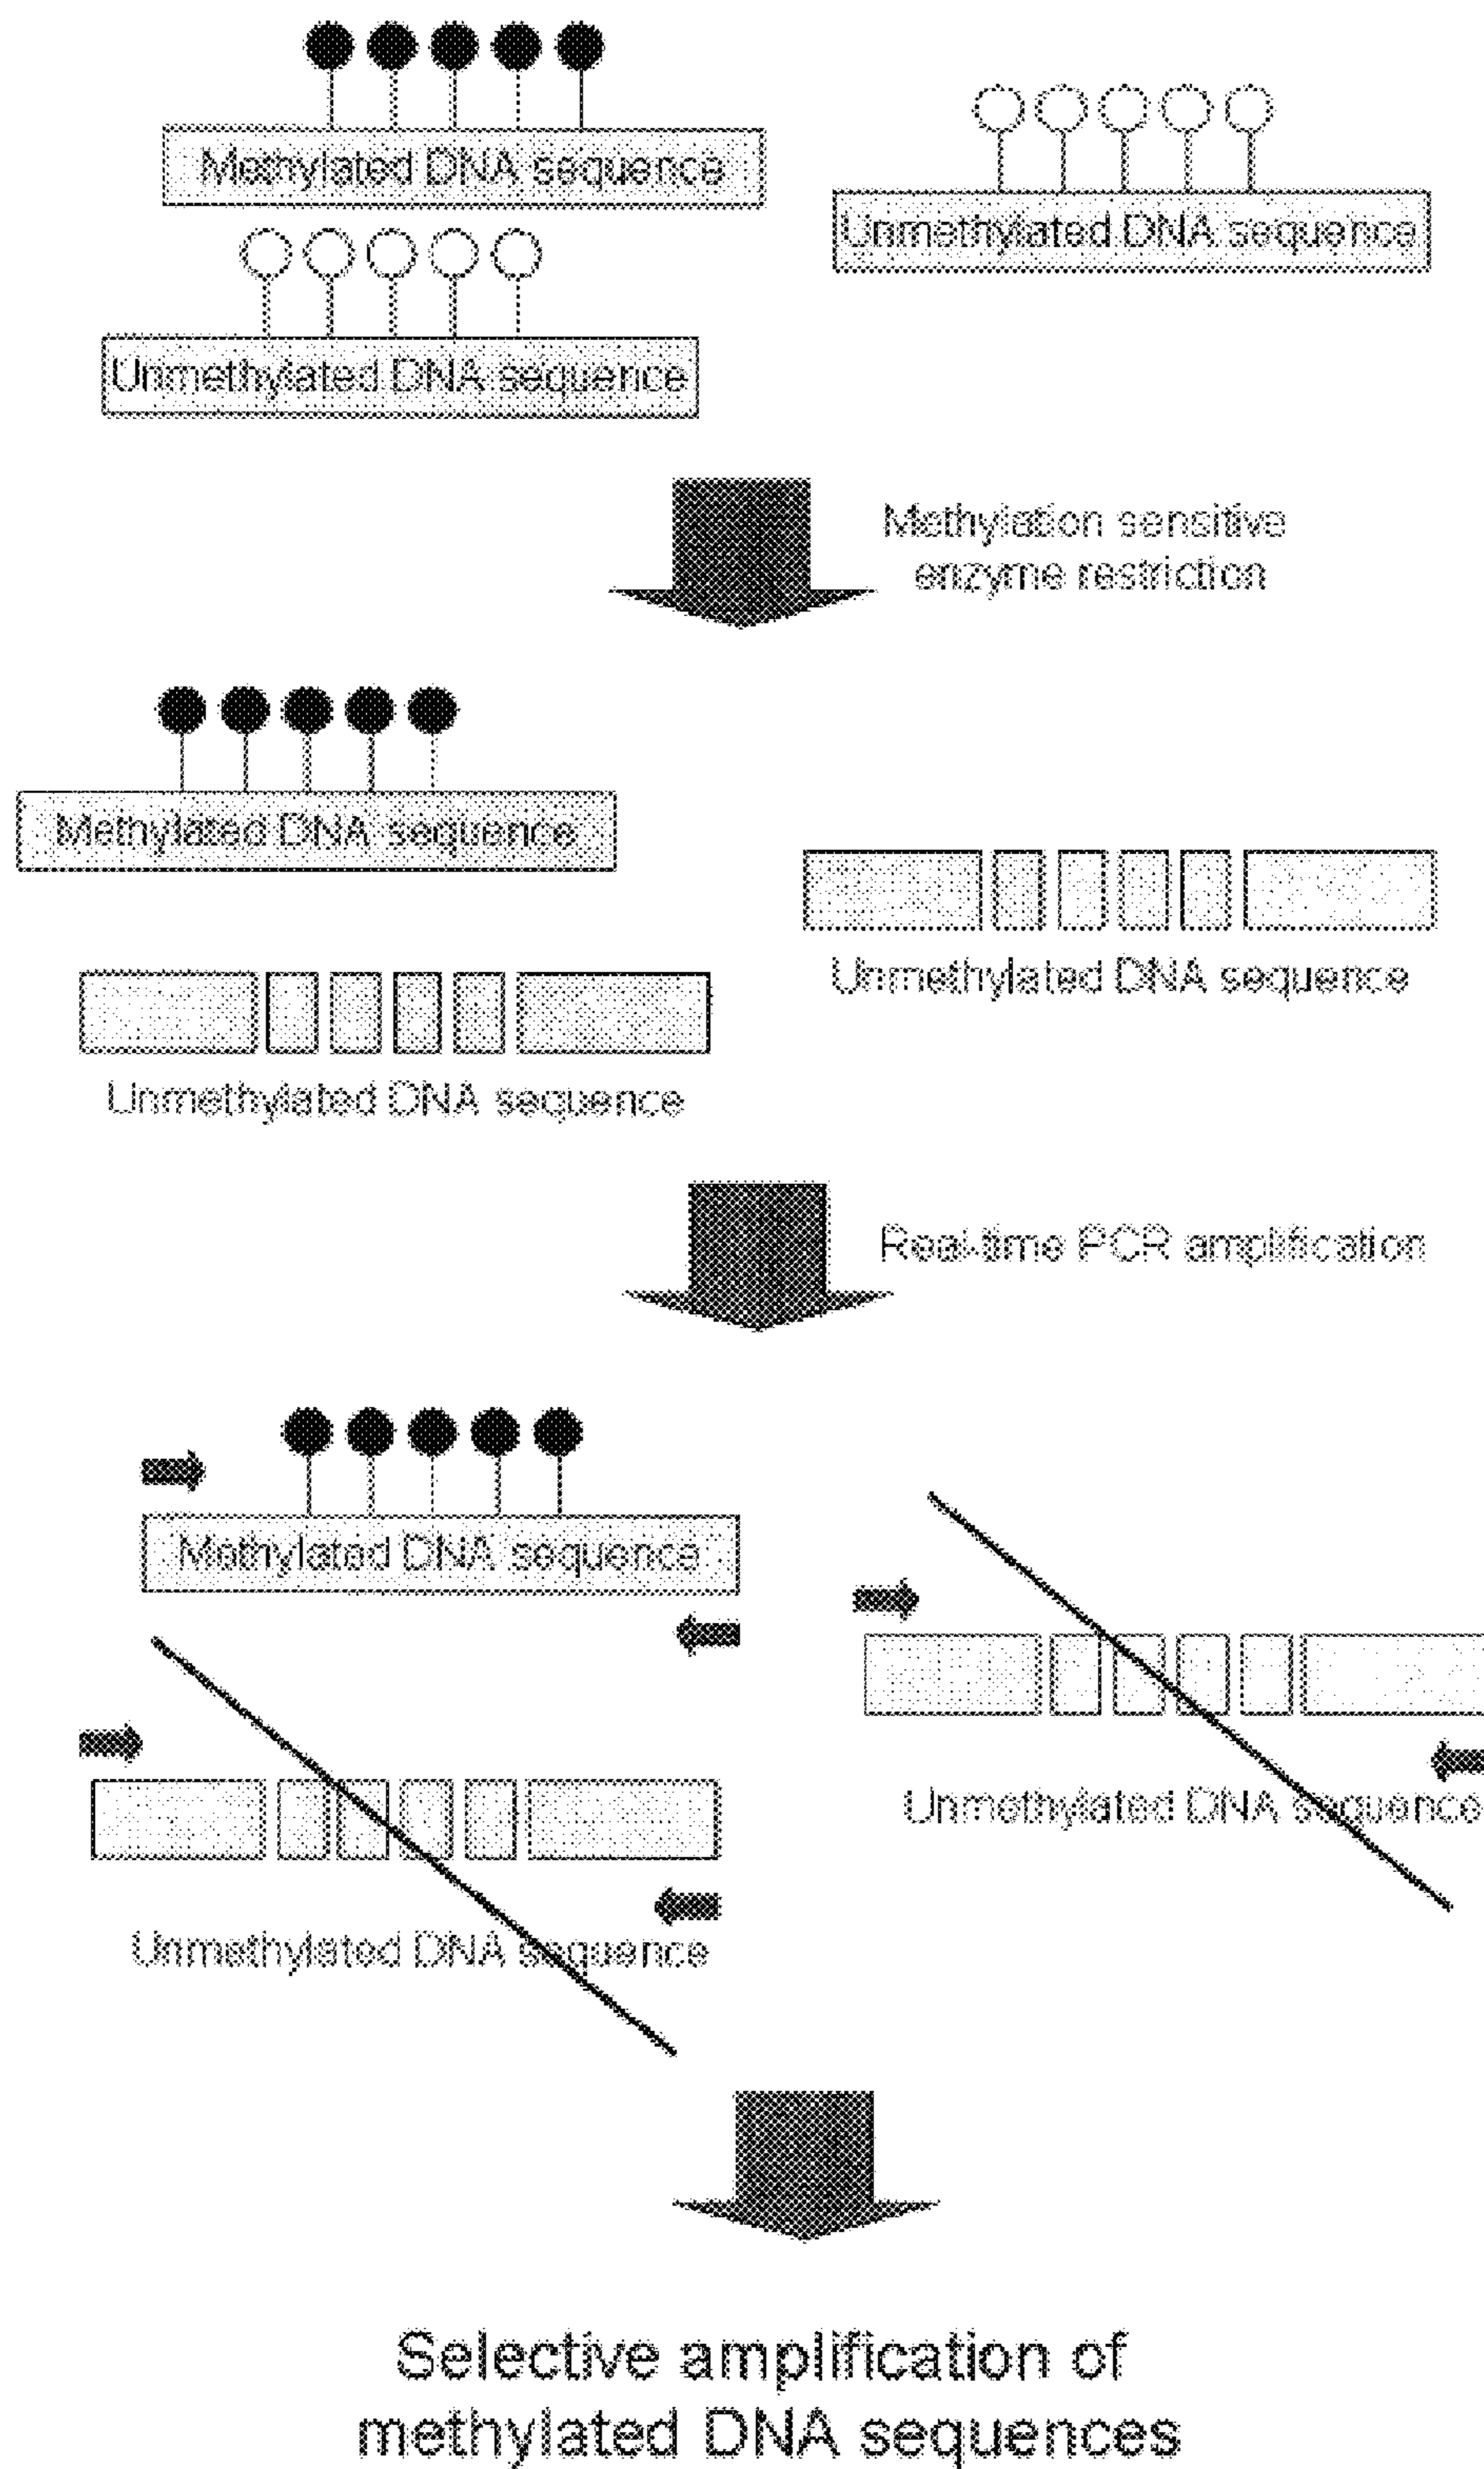 Methylated DNA sequence
Unmethylated DNA sequence
Unmethylated DNA sequence
Methylation sensitive
enzyme restriction
Methylated DNA sequence
Unmethylated DNA sequence
Unmethylated DNA sequence
Real-time PCR amplification
Methylated DNA sequence
Unmethylated DNA sequence
Unmethylated DNA sequence
Selective amplification of
methylated DNA sequences